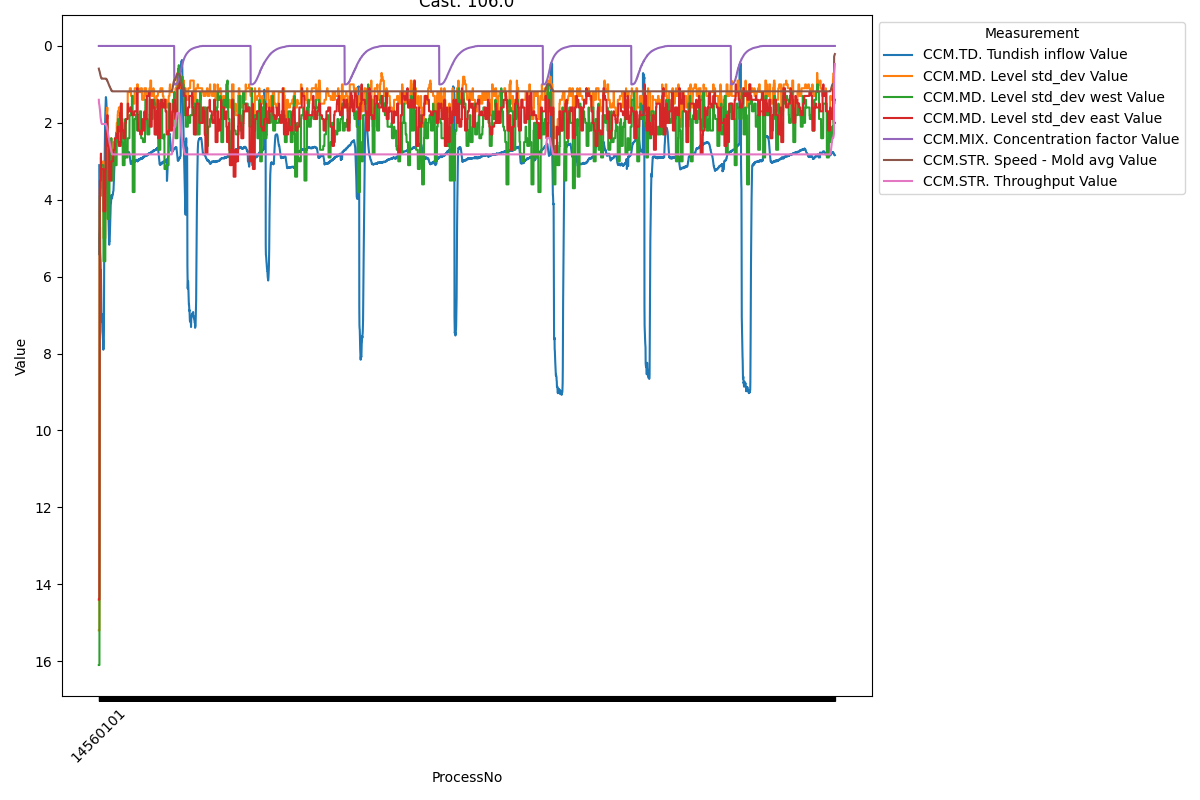 Cast: 106.0
Measurement
CCM.TD. Tundish inflow Value
CCM.MD. Level std_dev Value
CCM.MD. Level std_dev west Value
CCM.MD. Level std_dev east Value
CCM.MIX. Concentration factor Value
CCM.STR. Speed - Mold avg Value
CCM.STR. Throughput Value
0
2
4
6
8
10
12
14
16
Value
14560101
ProcessNo